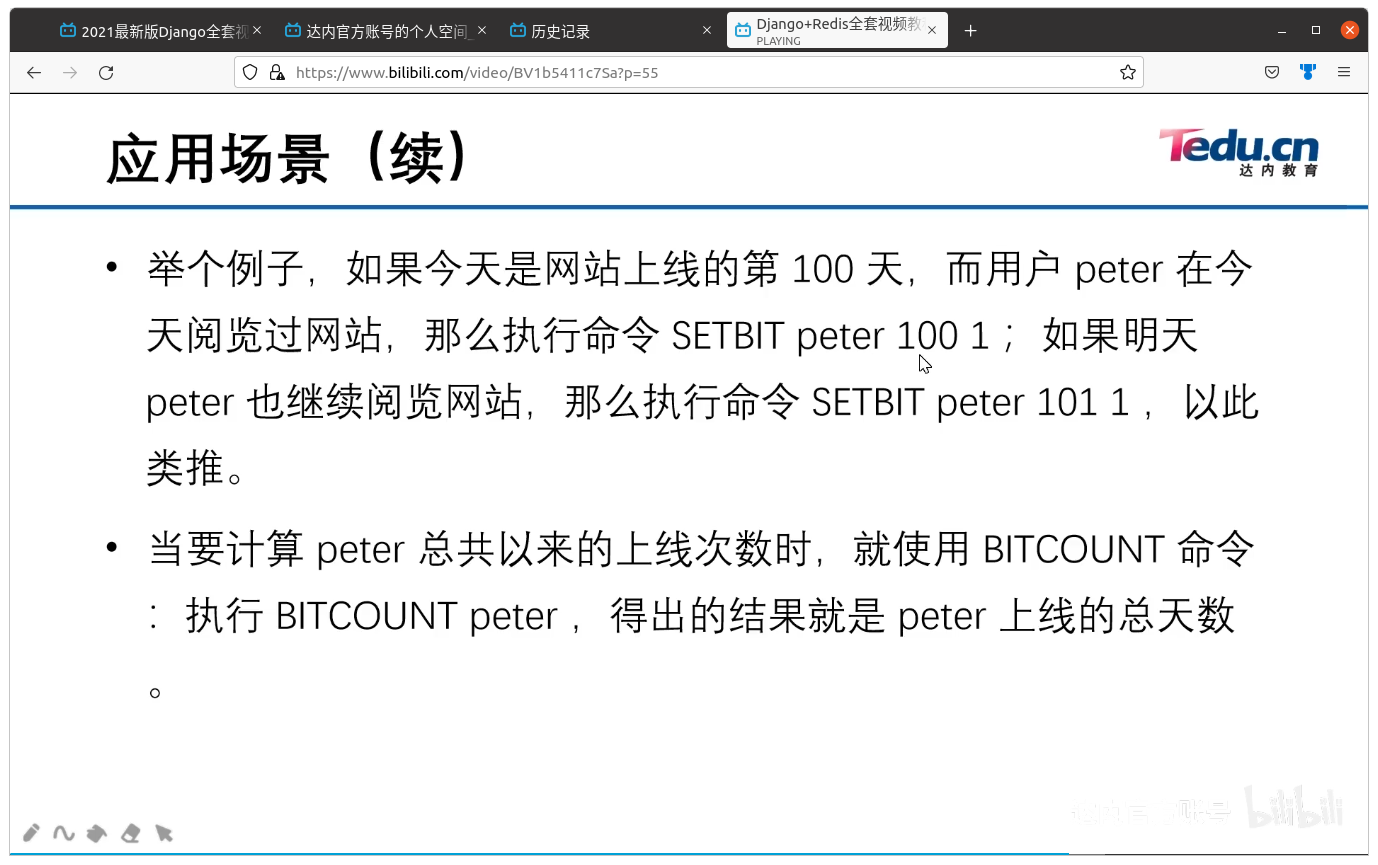 2021最新版Django全套视
达内官方账号的个人空间_
历史记录
Django+Redis全套视频教
PLAYING
https://www.bilibili.com/video/BV1b5411c7Sa?p=55
应用场景（续）
Tedu.cn
达内教育
• 举个例子，如果今天是网站上线的第 100 天，而用户 peter 在今
天阅览过网站，那么执行命令 SETBIT peter 100 1 ；如果明天
peter 也继续阅览网站，那么执行命令 SETBIT peter 101 1 ，以此
类推。
• 当要计算 peter 总共以来的上线次数时，就使用 BITCOUNT 命令
：执行 BITCOUNT peter ，得出的结果就是 peter 上线的总天数
。
bilibili